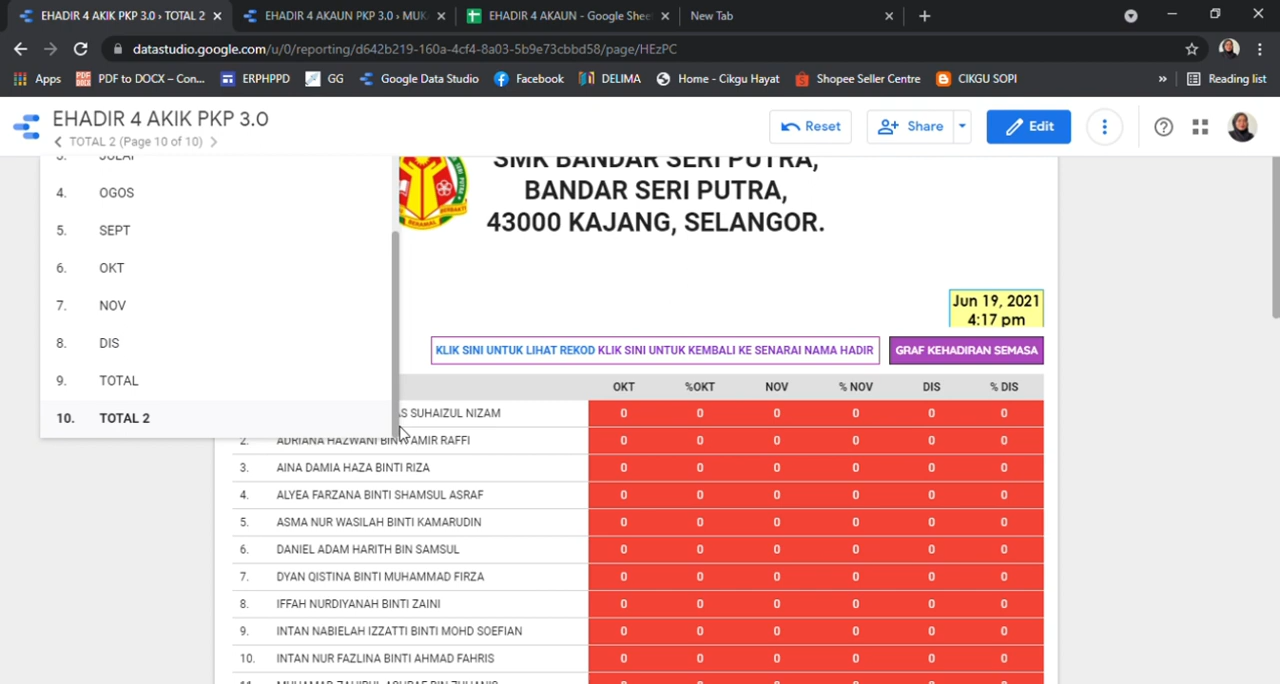 EHADIR 4 AKIK PKP 3.0 › TOTAL 2
EHADIR 4 AKAUN PKP 3.0 › MUK
EHADIR 4 AKAUN - Google Shee
New Tab
datastudio.google.com/u/0/reporting/d642b219-160a-4cf4-8a03-5b9e73cbbd58/page/HEzPC
Apps
PDF to DOCX – Con...
ERPHPPD
GG
Google Data Studio
Facebook
DELIMA
Home - Cikgu Hayat
Shopee Seller Centre
CIKGU SOPI
»
Reading list
EHADIR 4 AKIK PKP 3.0
TOTAL 2 (Page 10 of 10)
Reset
Share
Edit
3. JULAI
4. OGOS
5. SEPT
6. OKT
7. NOV
8. DIS
9. TOTAL
10. TOTAL 2
SMK BANDAR SERI PUTRA,
BANDAR SERI PUTRA,
43000 KAJANG, SELANGOR.
Jun 19, 2021
4:17 pm
KLIK SINI UNTUK LIHAT REKOD KLIK SINI UNTUK KEMBALI KE SENARAI NAMA HADIR
GRAF KEHADIRAN SEMASA
OKT %OKT NOV % NOV DIS % DIS
SUHAIZUL NIZAM 0 0 0 0 0 0
2. ADRIANA HAZWANI BINTI AMIR RAFFI 0 0 0 0 0 0
3. AINA DAMIA HAZA BINTI RIZA 0 0 0 0 0 0
4. ALYEA FARZANA BINTI SHAMSUL ASRAF 0 0 0 0 0 0
5. ASMA NUR WASILAH BINTI KAMARUDIN 0 0 0 0 0 0
6. DANIEL ADAM HARITH BIN SAMSUL 0 0 0 0 0 0
7. DYAN QISTINA BINTI MUHAMMAD FIRZA 0 0 0 0 0 0
8. IFFAH NURDIYANAH BINTI ZAINI 0 0 0 0 0 0
9. INTAN NABIELAH IZZATTI BINTI MOHD SOEFIAN 0 0 0 0 0 0
10. INTAN NUR FAZLINA BINTI AHMAD FAHRIS 0 0 0 0 0 0